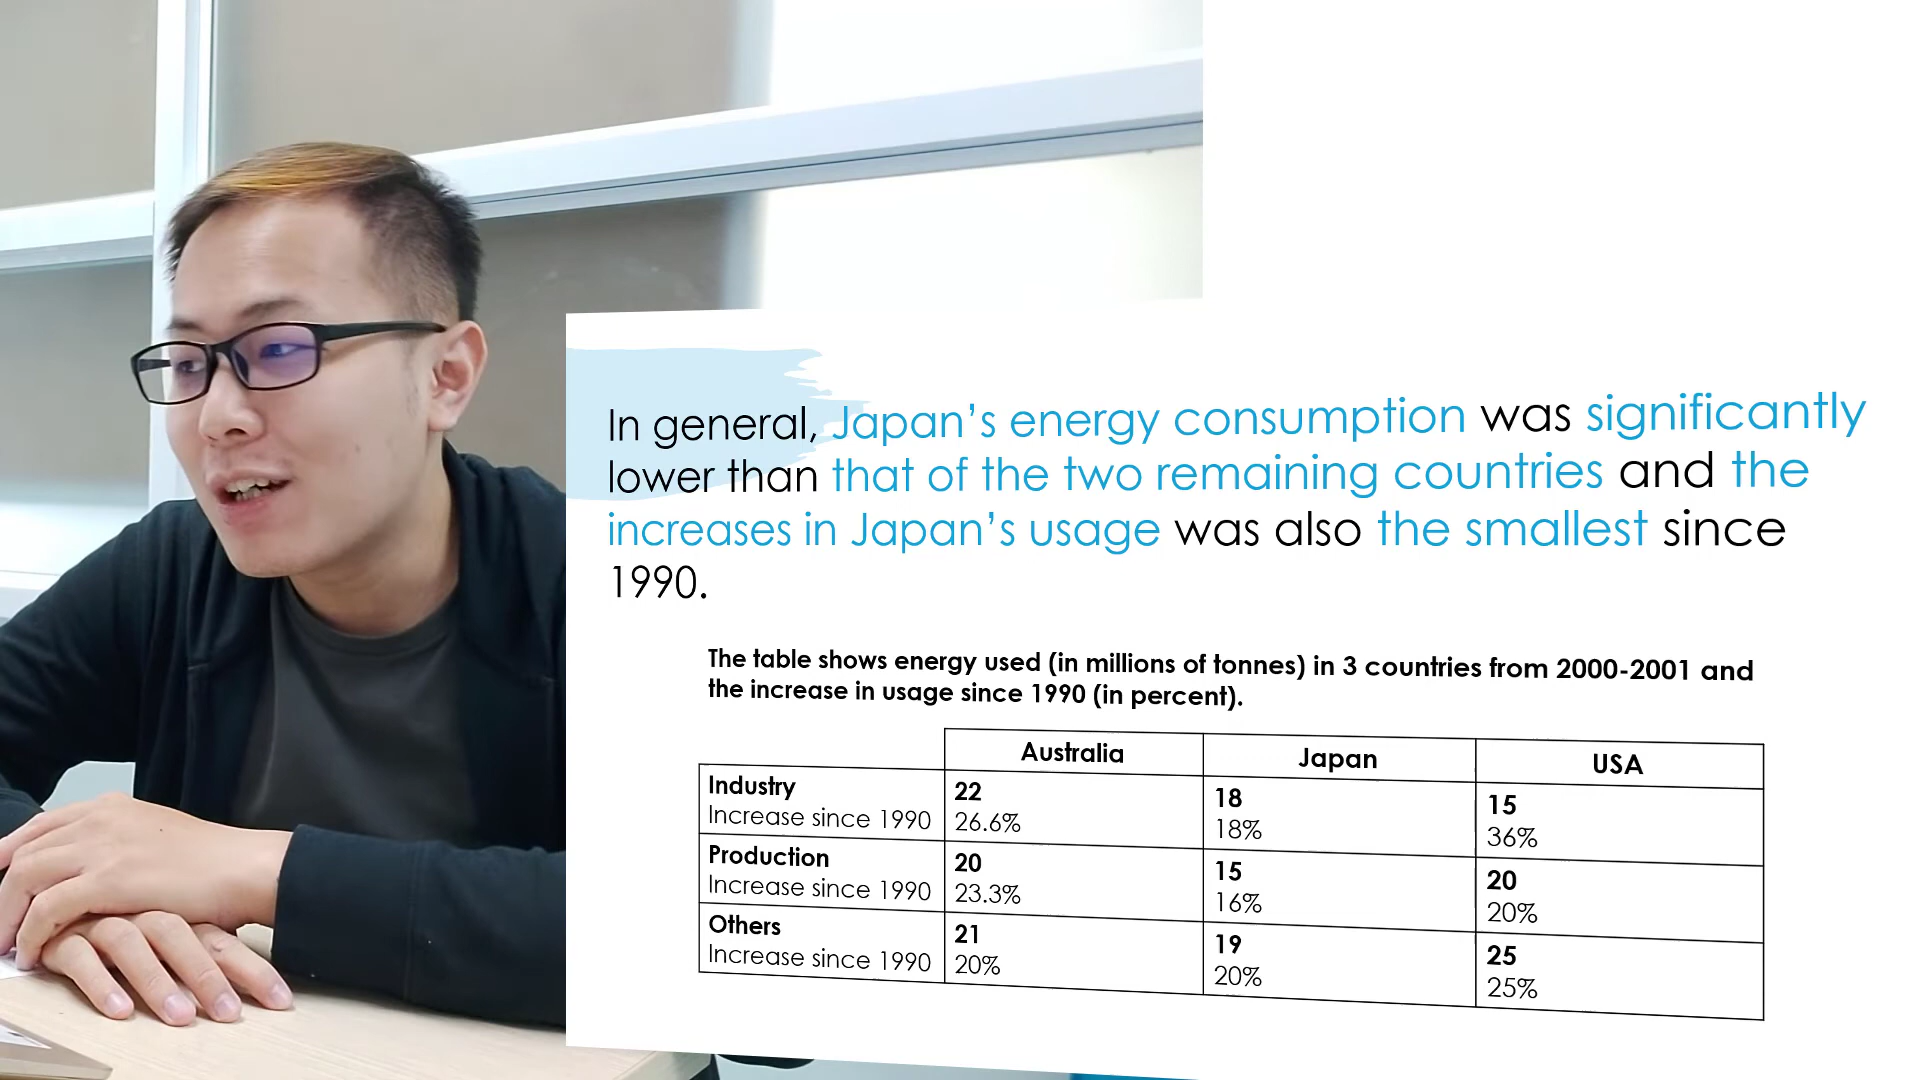 In general, Japan's energy consumption was significantly
lower than that of the two remaining countries and the
increases in Japan's usage was also the smallest since
1990.
The table shows energy used (in millions of tonnes) in 3 countries from 2000-2001 and
the increase in usage since 1990 (in percent).
Australia Japan USA
Industry 22 18 15
Increase since 1990 26.6% 18% 36%
Production 20 15 20
Increase since 1990 23.3% 16% 20%
Others 21 19 25
Increase since 1990 20% 20% 25%